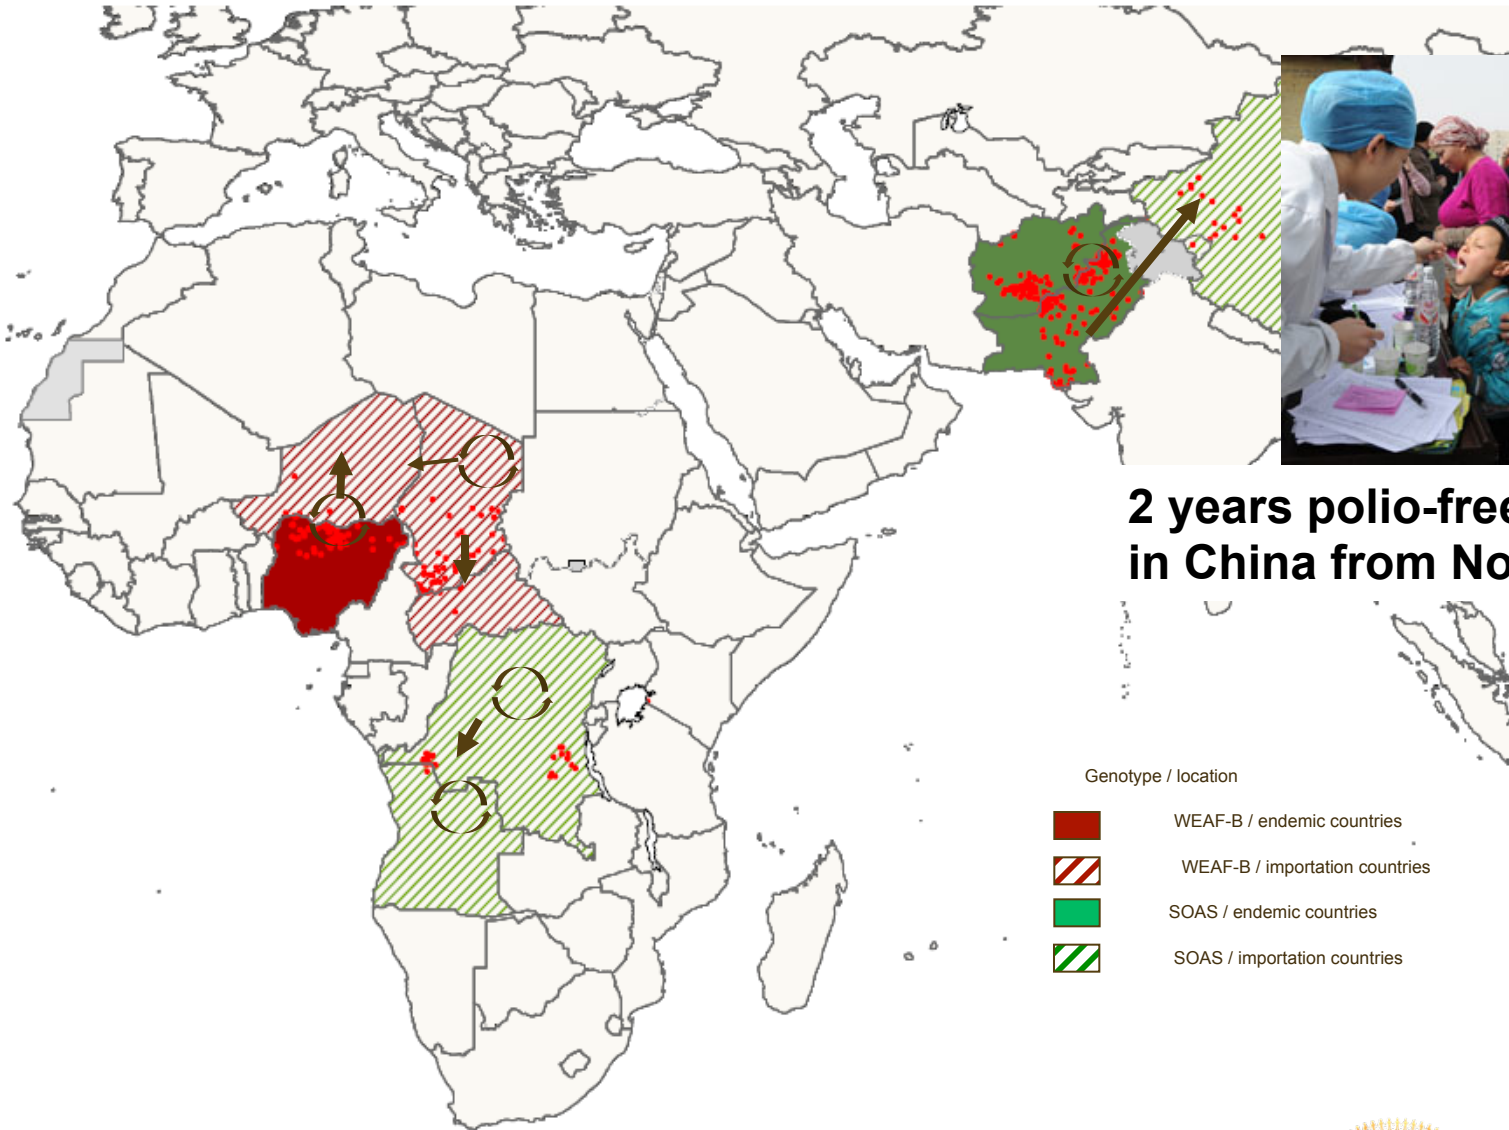 2 years polio-free
in China from No
Genotype / location
WEAF-B / endemic countries
WEAF-B / importation countries
SOAS / endemic countries
SOAS / importation countries